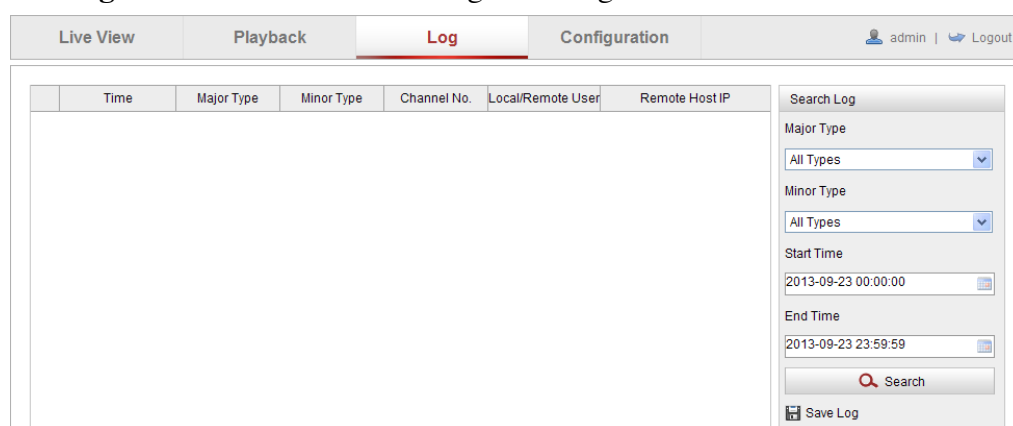 Live View Playback Log Configuration admin | Logout
Time Major Type Minor Type Channel No. Local/Remote User Remote Host IP
Search Log
Major Type
All Types
Minor Type
All Types
Start Time
2013-09-23 00:00:00
End Time
2013-09-23 23:59:59
Search
Save Log